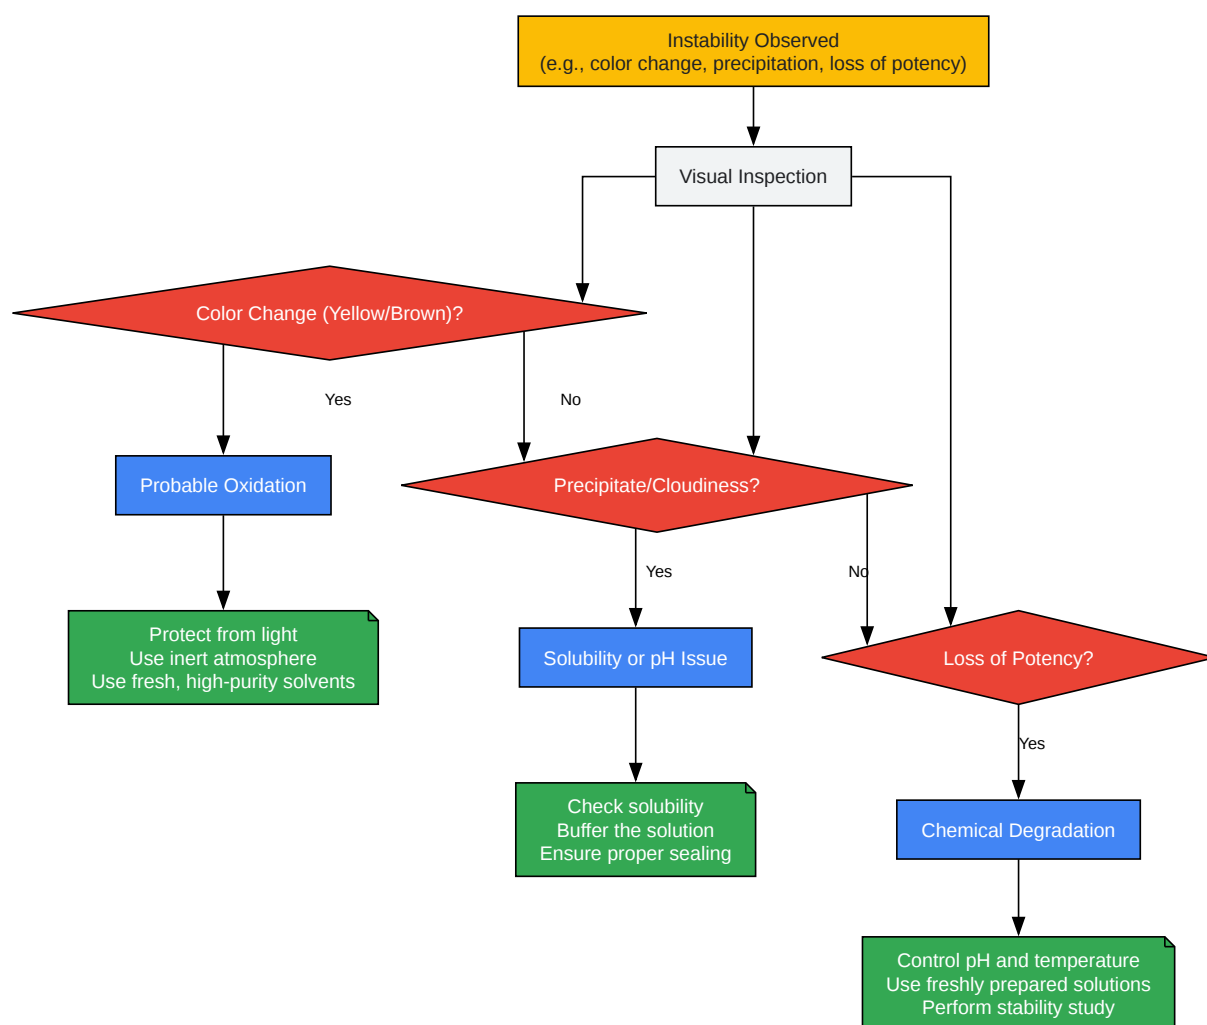 Instability Observed
(e.g., color change, precipitation, loss of potency)
Visual Inspection
Color Change (Yellow/Brown)?
Yes
No
Probable Oxidation
Precipitate/Cloudiness?
Protect from light
Use inert atmosphere
Use fresh, high-purity solvents
Yes
No
Solubility or pH Issue
Loss of Potency?
Yes
Check solubility
Buffer the solution
Ensure proper sealing
Chemical Degradation
Control pH and temperature
Use freshly prepared solutions
Perform stability study